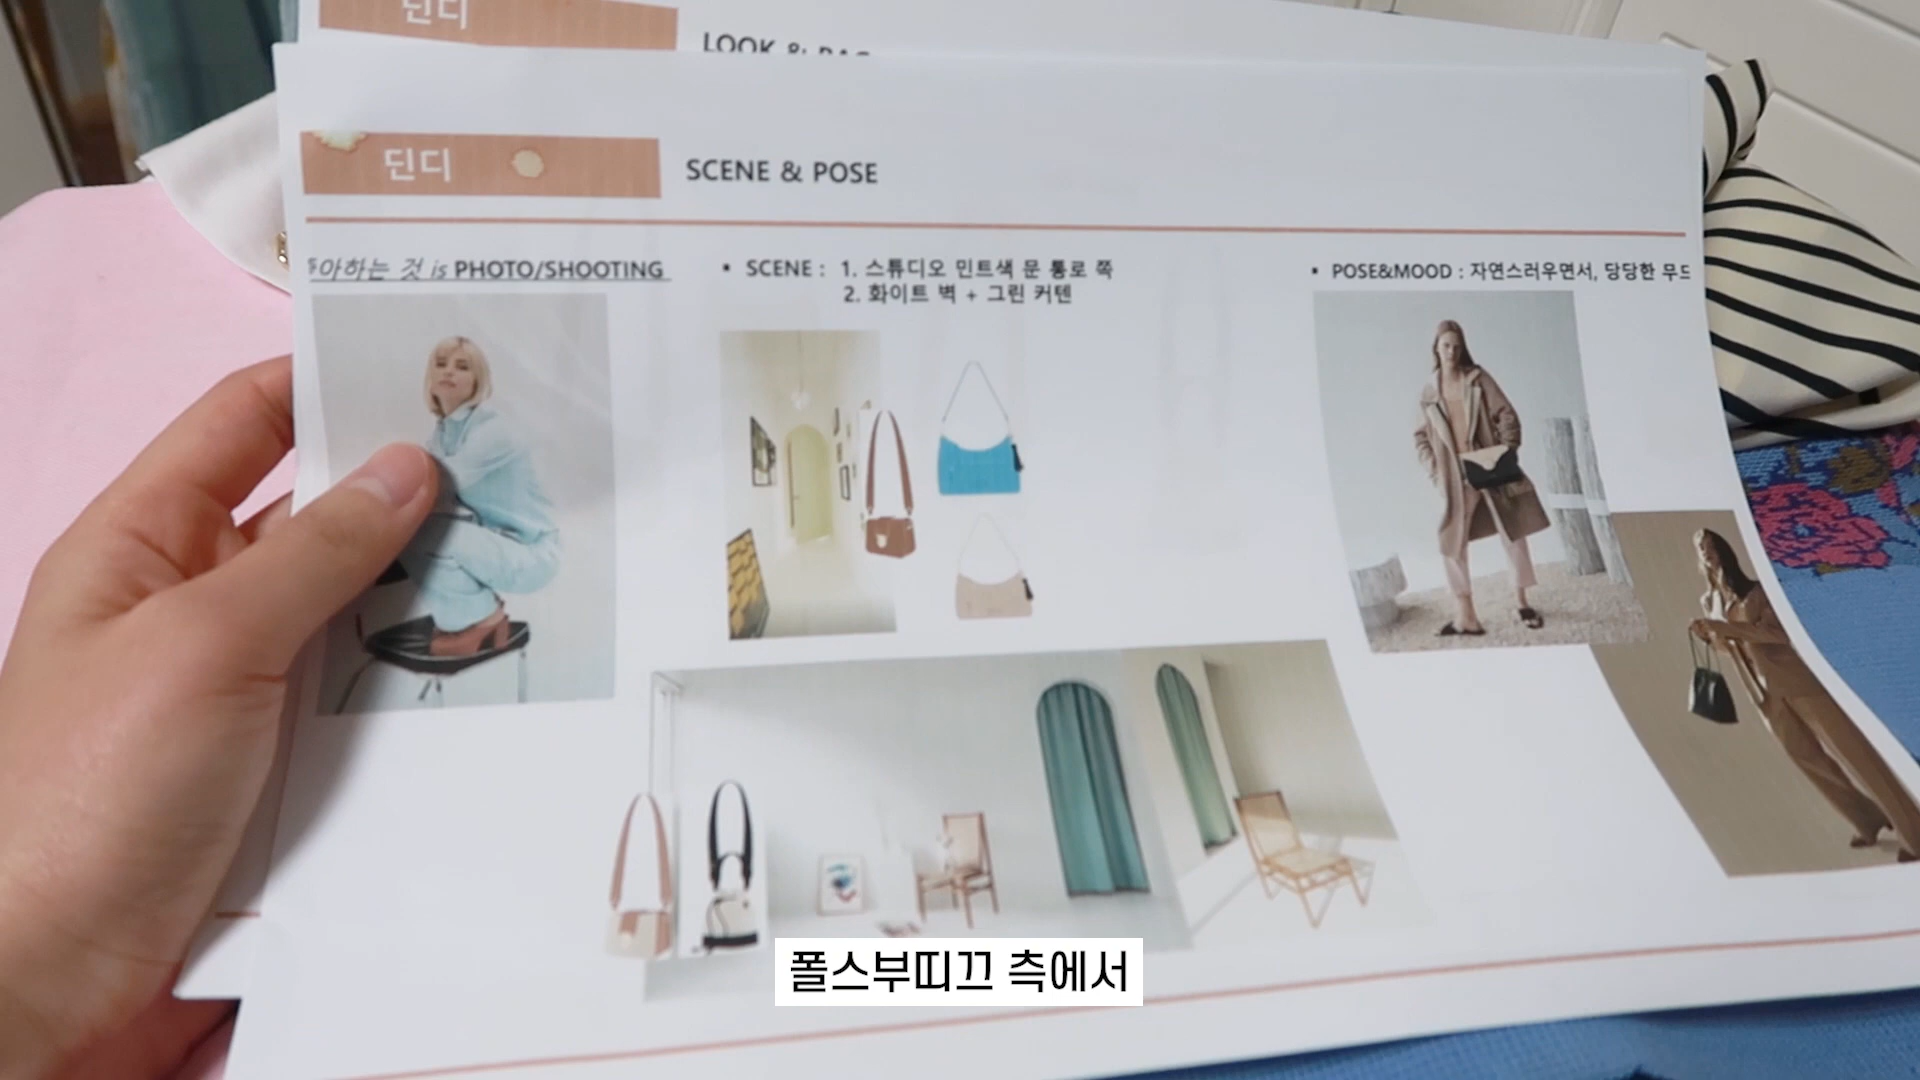 딘디
LOOK & BAG
딘디
SCENE & POSE
좋아하는 것 is PHOTO/SHOOTING
▪ SCENE : 1. 스튜디오 민트색 문 통로 쪽
2. 화이트 벽 + 그린 커텐
▪ POSE&MOOD : 자연스러우면서, 당당한 무드
폴스부띠끄 측에서